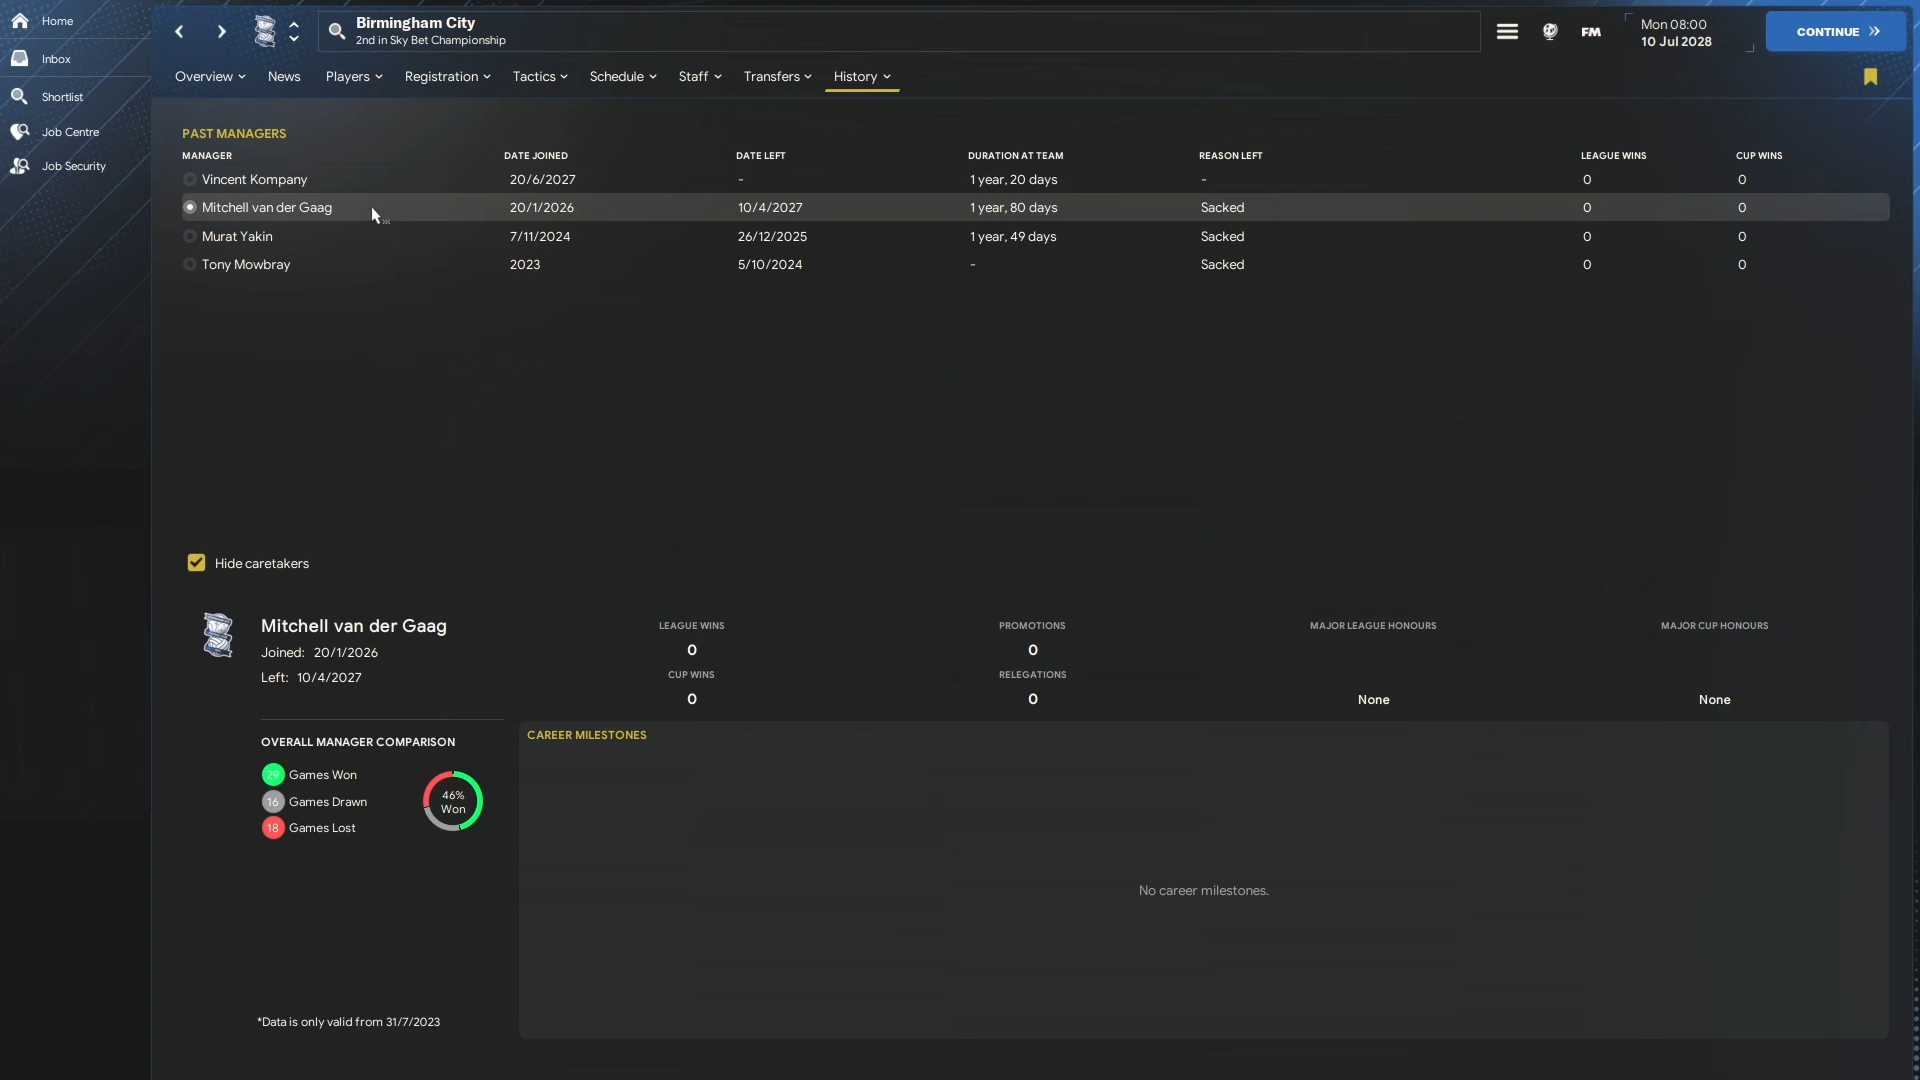 Home
Inbox
Shortlist
Job Centre
Job Security
Birmingham City
2nd in Sky Bet Championship
FM
Mon 08:00
10 Jul 2028
CONTINUE
Overview News Players Registration Tactics Schedule Staff Transfers History
PAST MANAGERS
MANAGER DATE JOINED DATE LEFT DURATION AT TEAM REASON LEFT LEAGUE WINS CUP WINS
Vincent Kompany 20/6/2027 - 1 year, 20 days - 0 0
Mitchell van der Gaag 20/1/2026 10/4/2027 1 year, 80 days Sacked 0 0
Murat Yakin 7/11/2024 26/12/2025 1 year, 49 days Sacked 0 0
Tony Mowbray 2023 5/10/2024 - Sacked 0 0
Hide caretakers
Mitchell van der Gaag
Joined: 20/1/2026
Left: 10/4/2027
LEAGUE WINS PROMOTIONS MAJOR LEAGUE HONOURS MAJOR CUP HONOURS
0 0
CUP WINS RELEGATIONS
0 0 None None
OVERALL MANAGER COMPARISON
29 Games Won
16 Games Drawn
18 Games Lost
46%
Won
CAREER MILESTONES
No career milestones.
*Data is only valid from 31/7/2023